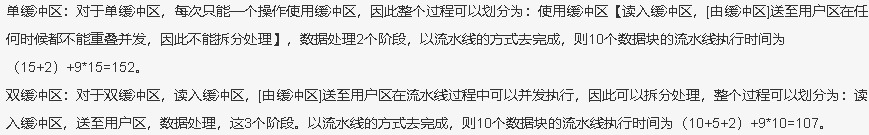 单缓冲区：对于单缓冲区，每次只能一个操作使用缓冲区，因此整个过程可以划分为：使用缓冲区【读入缓冲区，[由缓冲区]送至用户区在任
何时候都不能重叠并发，因此不能拆分处理】，数据处理2个阶段，以流水线的方式去完成，则10个数据块的流水线执行时间为
（15+2）+9*15=152。
双缓冲区：对于双缓冲区，读入缓冲区，[由缓冲区]送至用户区在流水线过程中可以并发执行，因此可以拆分处理，整个过程可以划分为：读
入缓冲区，送至用户区，数据处理，这3个阶段。以流水线的方式去完成，则10个数据块的流水线执行时间为（10+5+2）+9*10=107。